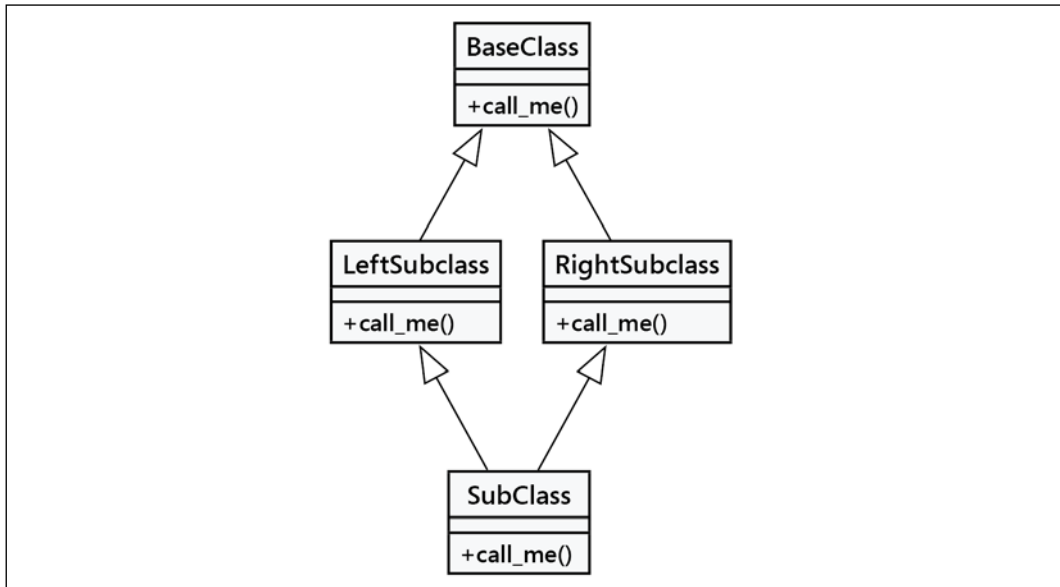 BaseClass
+call_me()
LeftSubclass
+call_me()
RightSubclass
+call_me()
SubClass
+call_me()